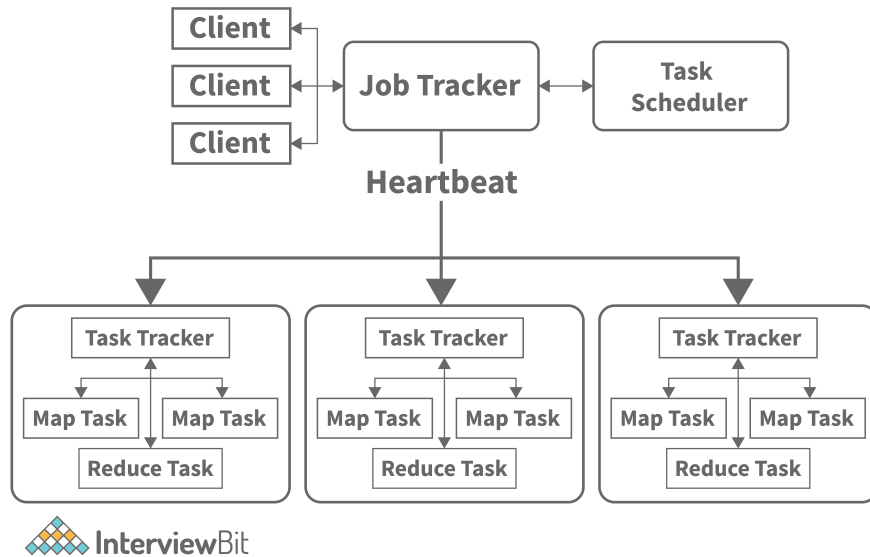 Client
Client
Client
Job Tracker
Task
Scheduler
Heartbeat
Task Tracker
Map Task
Map Task
Reduce Task
Task Tracker
Map Task
Map Task
Reduce Task
Task Tracker
Map Task
Map Task
Reduce Task
InterviewBit